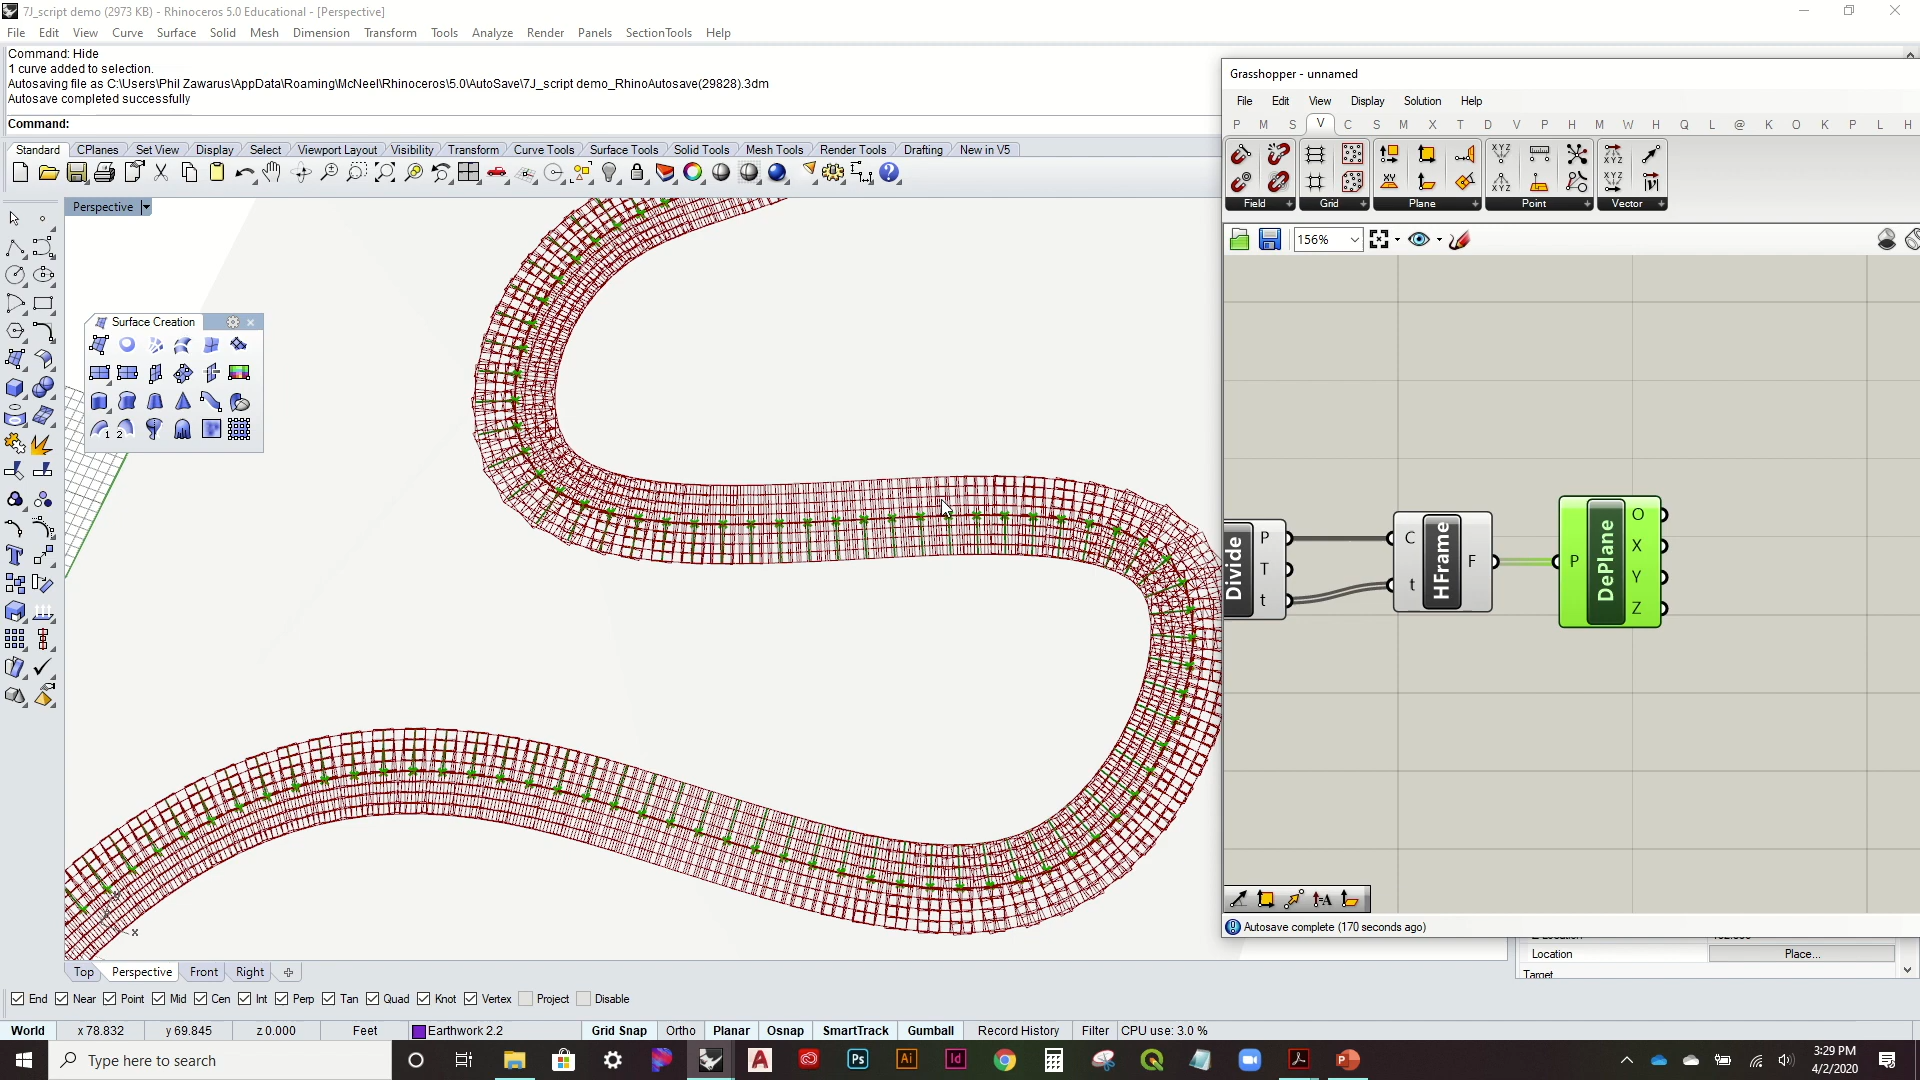 7J_script demo (2973 KB) - Rhinoceros 5.0 Educational - [Perspective]
File Edit View Curve Surface Solid Mesh Dimension Transform Tools Analyze Render Panels SectionTools Help
Command: Hide
1 curve added to selection.
Autosaving file as C:\Users\Phil Zawarus\AppData\Roaming\McNeel\Rhinoceros\5.0\AutoSave\7J_script demo_RhinoAutosave(29828).3dm
Autosave completed successfully
Command:
Standard CPlanes Set View Display Select Viewport Layout Visibility Transform Curve Tools Surface Tools Solid Tools Mesh Tools Render Tools Drafting New in V5
Perspective
Surface Creation
1 2
x
Grasshopper - unnamed
File Edit View Display Solution Help
P M S V C S M X T D V P H M W H Q L @ K O K P L H
Field Grid Plane Point Vector
156%
Divide P T t
C t HFrame F
P DePlane O X Y Z
Autosave complete (170 seconds ago)
Location Place...
Target
Top Perspective Front Right
End Near Point Mid Cen Int Perp Tan Quad Knot Vertex Project Disable
World x 78.832 y 69.845 z 0.000 Feet Earthwork 2.2 Grid Snap Ortho Planar Osnap SmartTrack Gumball Record History Filter CPU use: 3.0 %
Type here to search
3:29 PM
4/2/2020